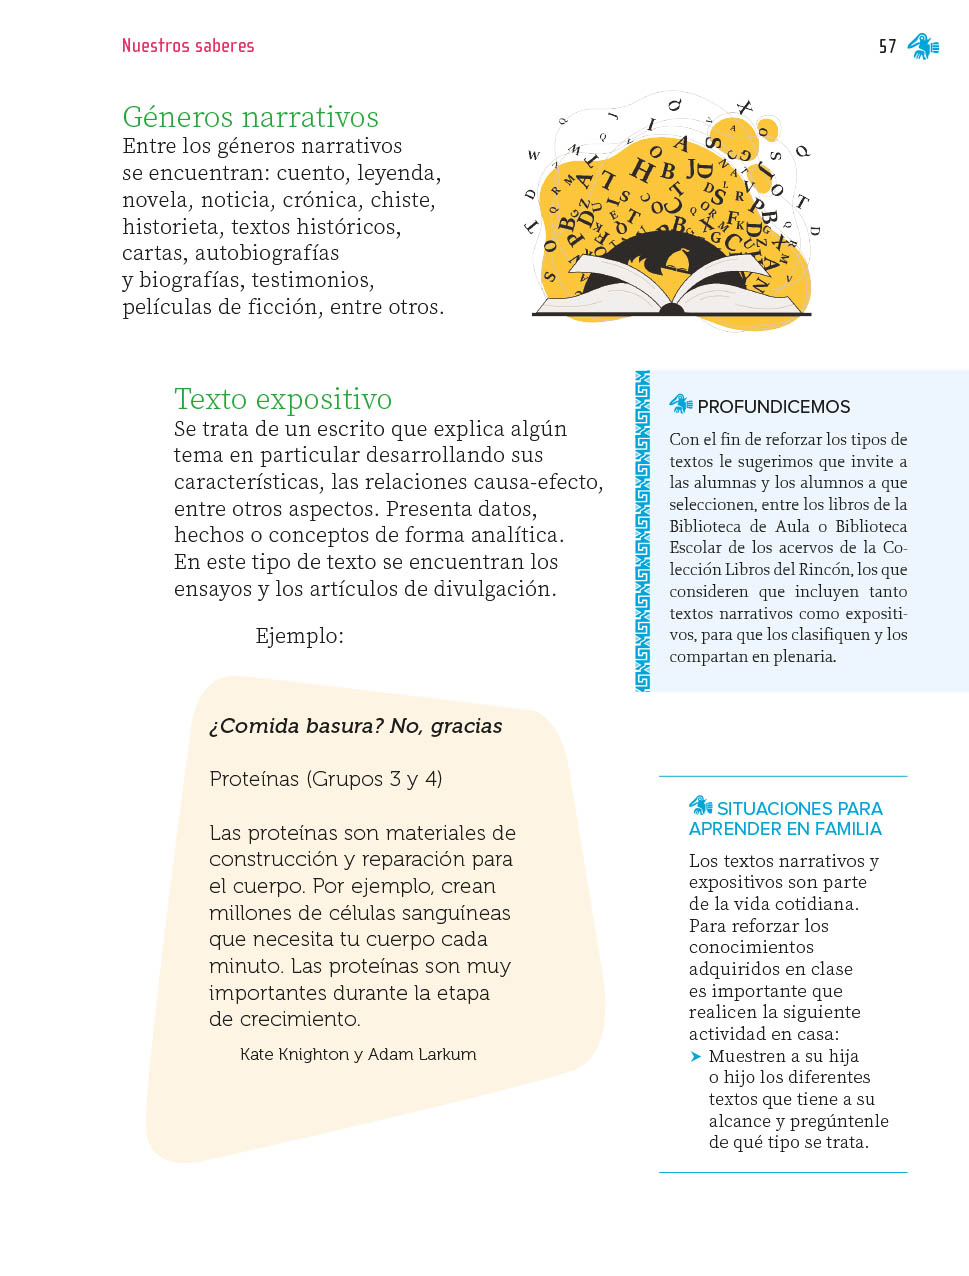 Nuestros saberes
57
Géneros narrativos
Entre los géneros narrativos
se encuentran: cuento, leyenda,
novela, noticia, crónica, chiste,
historieta, textos históricos,
cartas, autobiografías
y biografías, testimonios,
películas de ficción, entre otros.
Texto expositivo
Se trata de un escrito que explica algún
tema en particular desarrollando sus
características, las relaciones causa-efecto,
entre otros aspectos. Presenta datos,
hechos o conceptos de forma analítica.
En este tipo de texto se encuentran los
ensayos y los artículos de divulgación.
Ejemplo:
¿Comida basura? No, gracias
Proteínas (Grupos 3 y 4)
Las proteínas son materiales de
construcción y reparación para
el cuerpo. Por ejemplo, crean
millones de células sanguíneas
que necesita tu cuerpo cada
minuto. Las proteínas son muy
importantes durante la etapa
de crecimiento.
Kate Knighton y Adam Larkum
PROFUNDICEMOS
Con el fin de reforzar los tipos de
textos le sugerimos que invite a
las alumnas y los alumnos a que
seleccionen, entre los libros de la
Biblioteca de Aula o Biblioteca
Escolar de los acervos de la Co-
lección Libros del Rincón, los que
consideren que incluyen tanto
textos narrativos como expositi-
vos, para que los clasifiquen y los
compartan en plenaria.
SITUACIONES PARA
APRENDER EN FAMILIA
Los textos narrativos y
expositivos son parte
de la vida cotidiana.
Para reforzar los
conocimientos
adquiridos en clase
es importante que
realicen la siguiente
actividad en casa:
➤ Muestren a su hija
o hijo los diferentes
textos que tiene a su
alcance y pregúntenle
de qué tipo se trata.